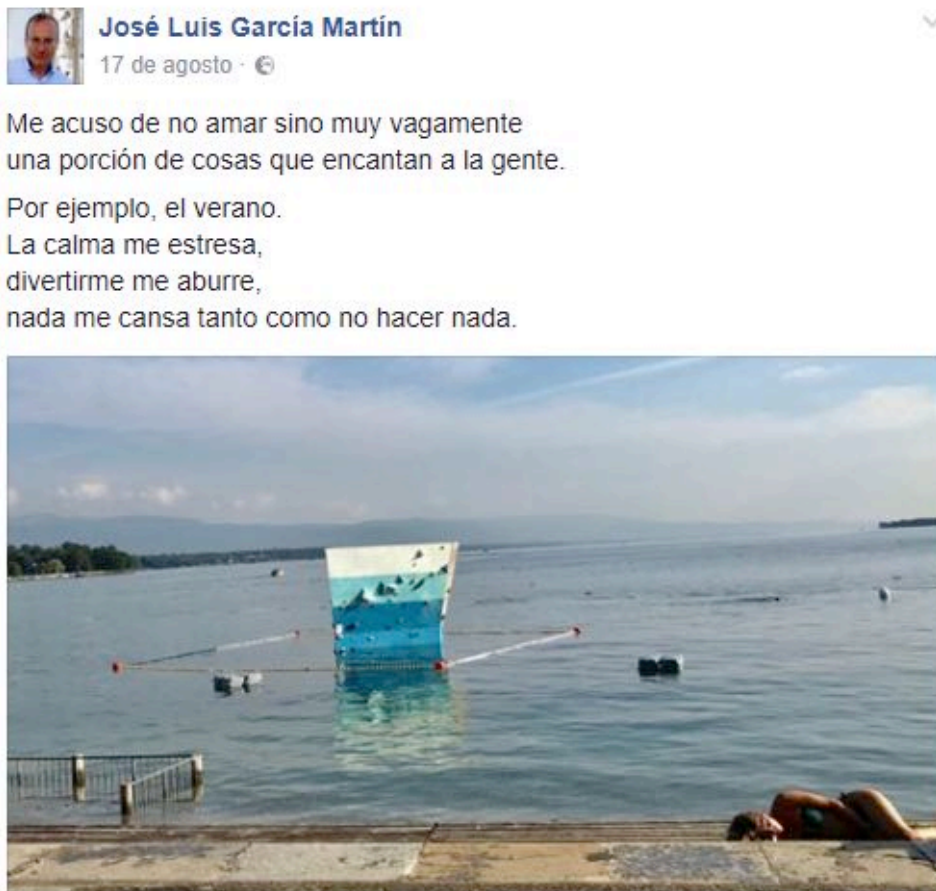 José Luis García Martín
17 de agosto ·
Me acuso de no amar sino muy vagamente
una porción de cosas que encantan a la gente.
Por ejemplo, el verano.
La calma me estresa,
divertirme me aburre,
nada me cansa tanto como no hacer nada.